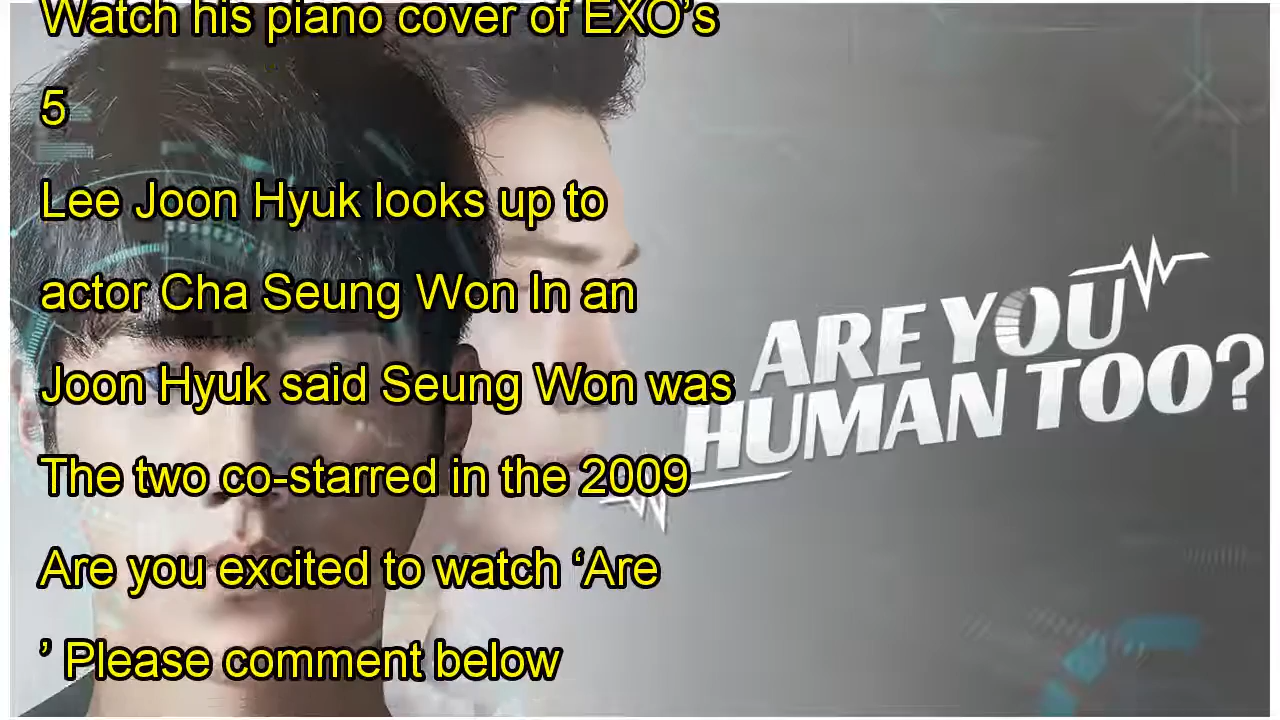 Watch his piano cover of EXO’s
5
Lee Joon Hyuk looks up to
actor Cha Seung Won In an
Joon Hyuk said Seung Won was
The two co-starred in the 2009
Are you excited to watch ‘Are
’ Please comment below
ARE YOU
HUMAN TOO?